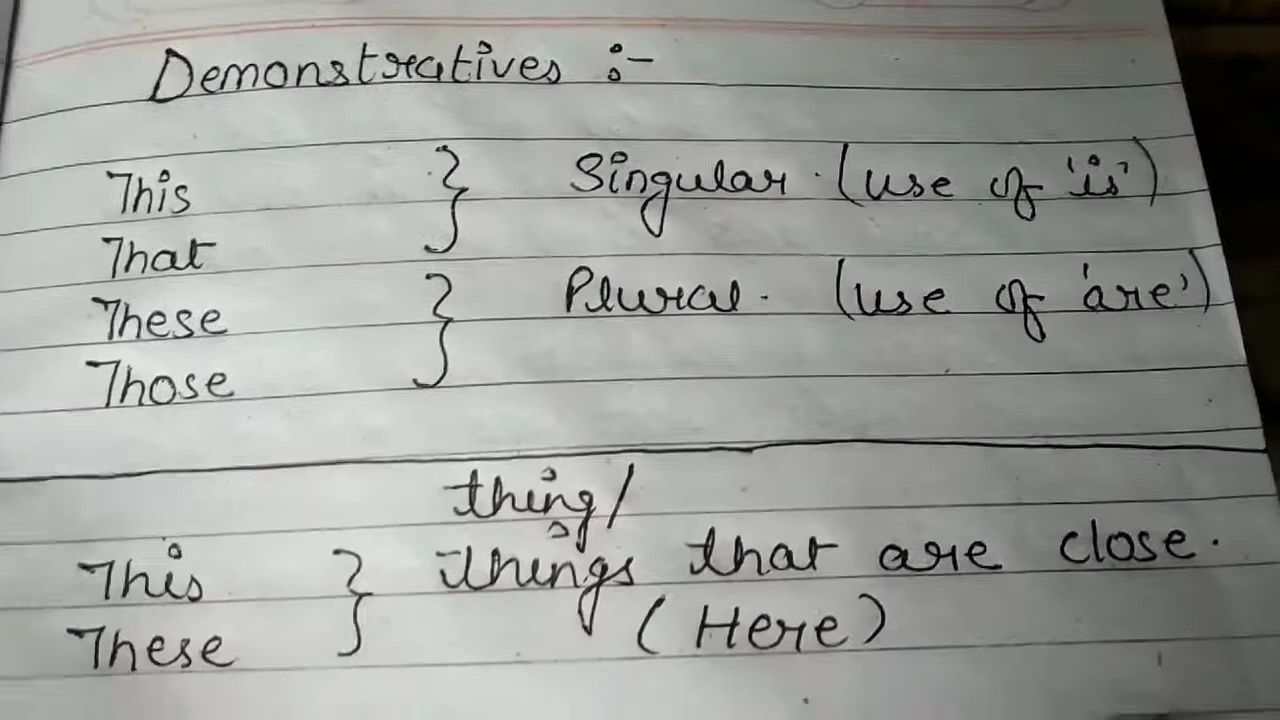 Demonstratives :-
This } Singular. (use of 'is')
That
These } Plural. (use of 'are')
Those
thing/
This } things that are close.
These (Here)